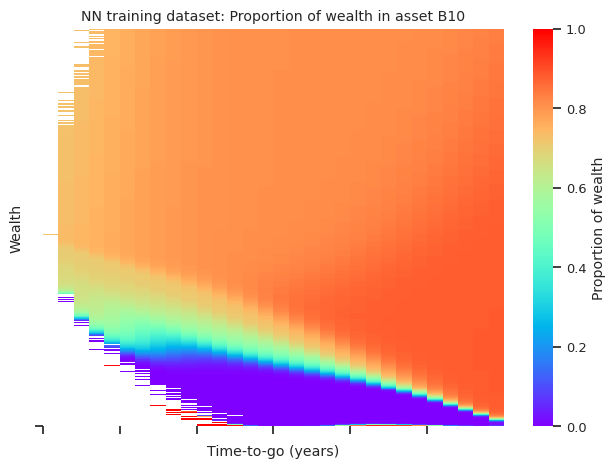 NN training dataset: Proportion of wealth in asset B10
Wealth
Time-to-go (years)
1.0
0.8
0.6
0.4
0.2
0.0
Proportion of wealth